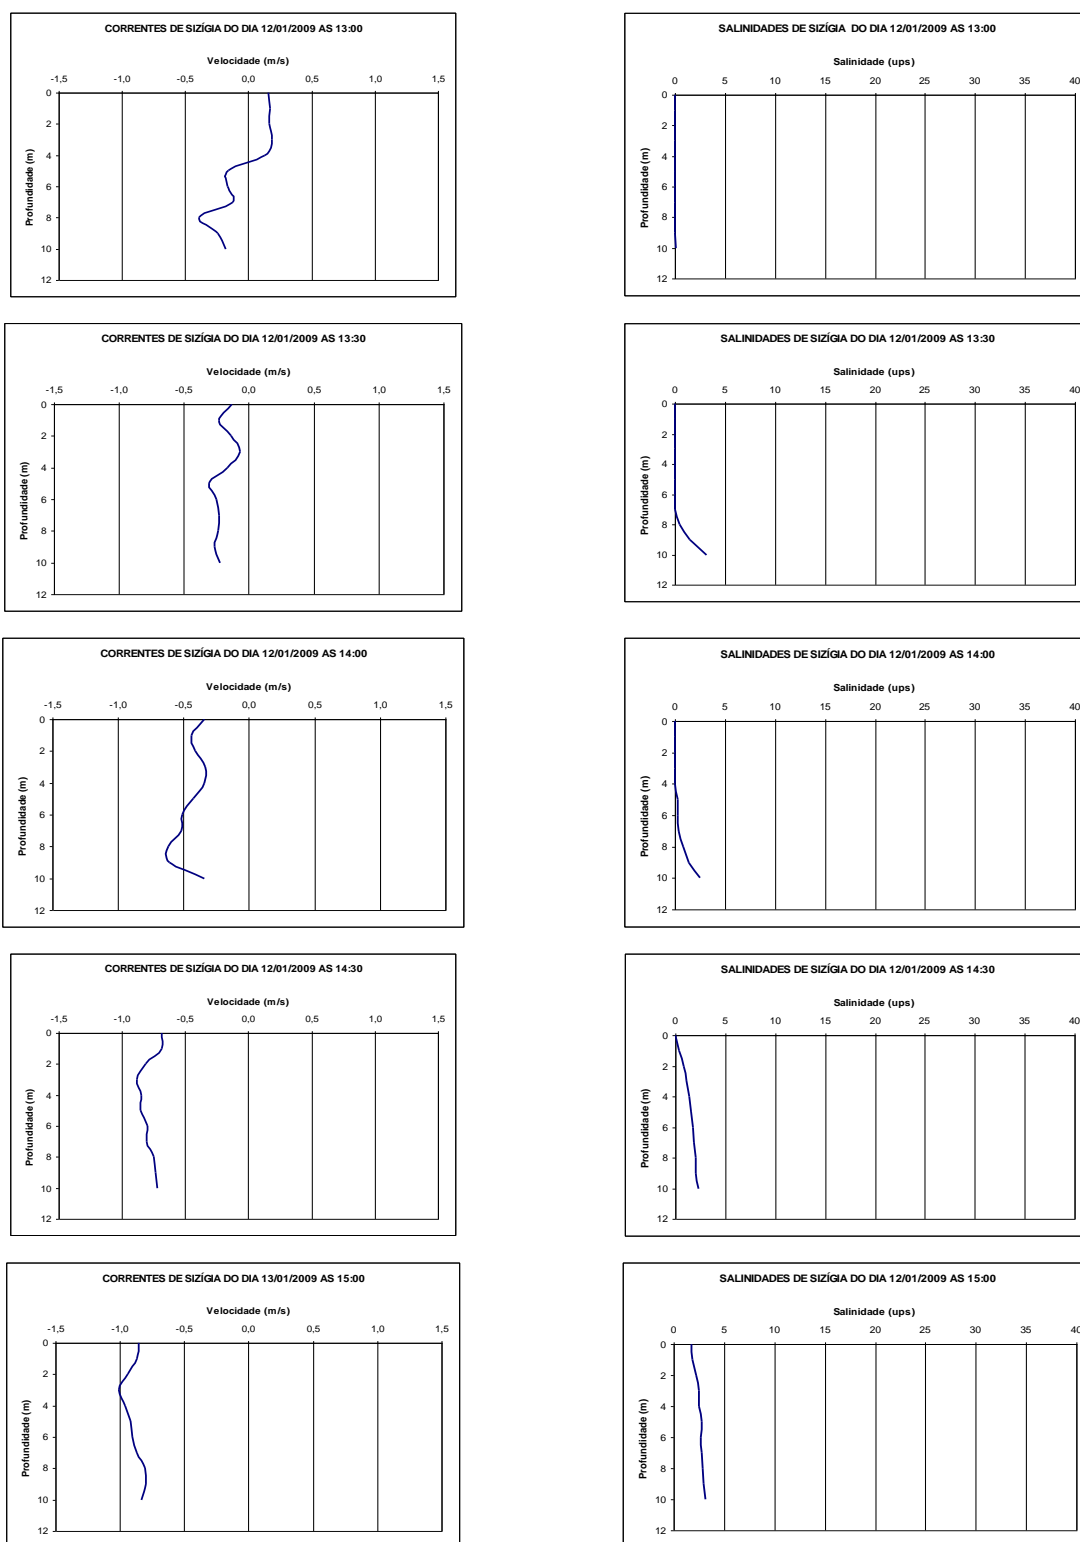 CORRENTES DE SIZÍGIA DO DIA 12/01/2009 AS 13:00
Velocidade (m/s)
-1,5 -1,0 -0,5 0,0 0,5 1,0 1,5
0
2
4
6
8
10
12
Profundidade (m)
SALINIDADES DE SIZÍGIA DO DIA 12/01/2009 AS 13:00
Salinidade (ups)
0 5 10 15 20 25 30 35 40
0
2
4
6
8
10
12
Profundidade (m)
CORRENTES DE SIZÍGIA DO DIA 12/01/2009 AS 13:30
Velocidade (m/s)
-1,5 -1,0 -0,5 0,0 0,5 1,0 1,5
0
2
4
6
8
10
12
Profundidade (m)
SALINIDADES DE SIZÍGIA DO DIA 12/01/2009 AS 13:30
Salinidade (ups)
0 5 10 15 20 25 30 35 40
0
2
4
6
8
10
12
Profundidade (m)
CORRENTES DE SIZÍGIA DO DIA 12/01/2009 AS 14:00
Velocidade (m/s)
-1,5 -1,0 -0,5 0,0 0,5 1,0 1,5
0
2
4
6
8
10
12
Profundidade (m)
SALINIDADES DE SIZÍGIA DO DIA 12/01/2009 AS 14:00
Salinidade (ups)
0 5 10 15 20 25 30 35 40
0
2
4
6
8
10
12
Profundidade (m)
CORRENTES DE SIZÍGIA DO DIA 12/01/2009 AS 14:30
Velocidade (m/s)
-1,5 -1,0 -0,5 0,0 0,5 1,0 1,5
0
2
4
6
8
10
12
Profundidade (m)
SALINIDADES DE SIZÍGIA DO DIA 12/01/2009 AS 14:30
Salinidade (ups)
0 5 10 15 20 25 30 35 40
0
2
4
6
8
10
12
Profundidade (m)
CORRENTES DE SIZÍGIA DO DIA 13/01/2009 AS 15:00
Velocidade (m/s)
-1,5 -1,0 -0,5 0,0 0,5 1,0 1,5
0
2
4
6
8
10
12
Profundidade (m)
SALINIDADES DE SIZÍGIA DO DIA 12/01/2009 AS 15:00
Salinidade (ups)
0 5 10 15 20 25 30 35 40
0
2
4
6
8
10
12
Profundidade (m)